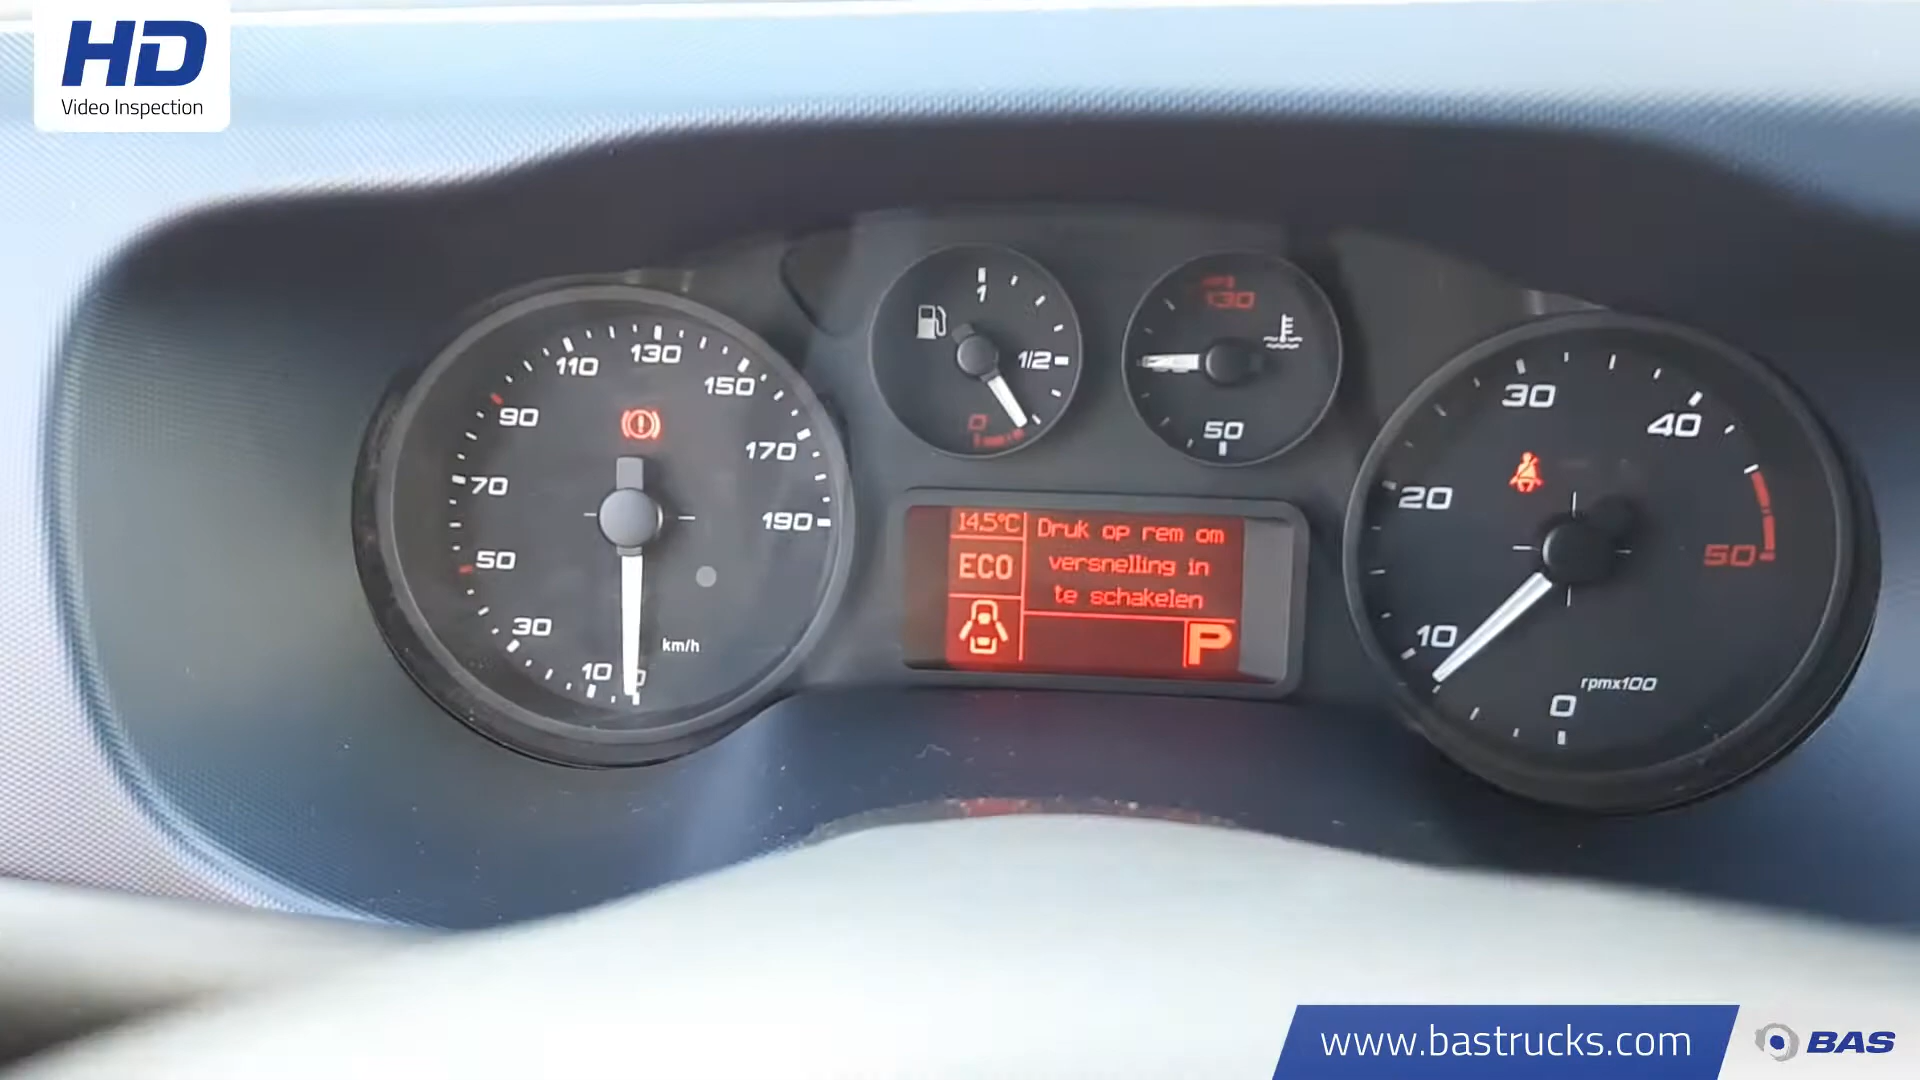 HD
Video Inspection
1
1/2
0
130
50
10
30
50
70
90
110
130
150
170
190
km/h
14.5°C
ECO
Druk op rem om
versnelling in
te schakelen
P
0
10
20
30
40
50
rpmx100
www.bastrucks.com
BAS